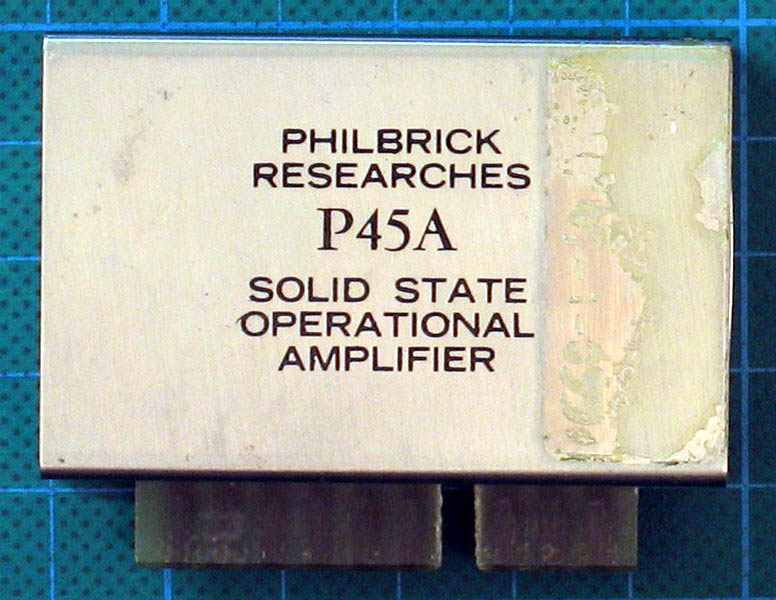 PHILBRICK
RESEARCHES
P45A
SOLID STATE
OPERATIONAL
AMPLIFIER